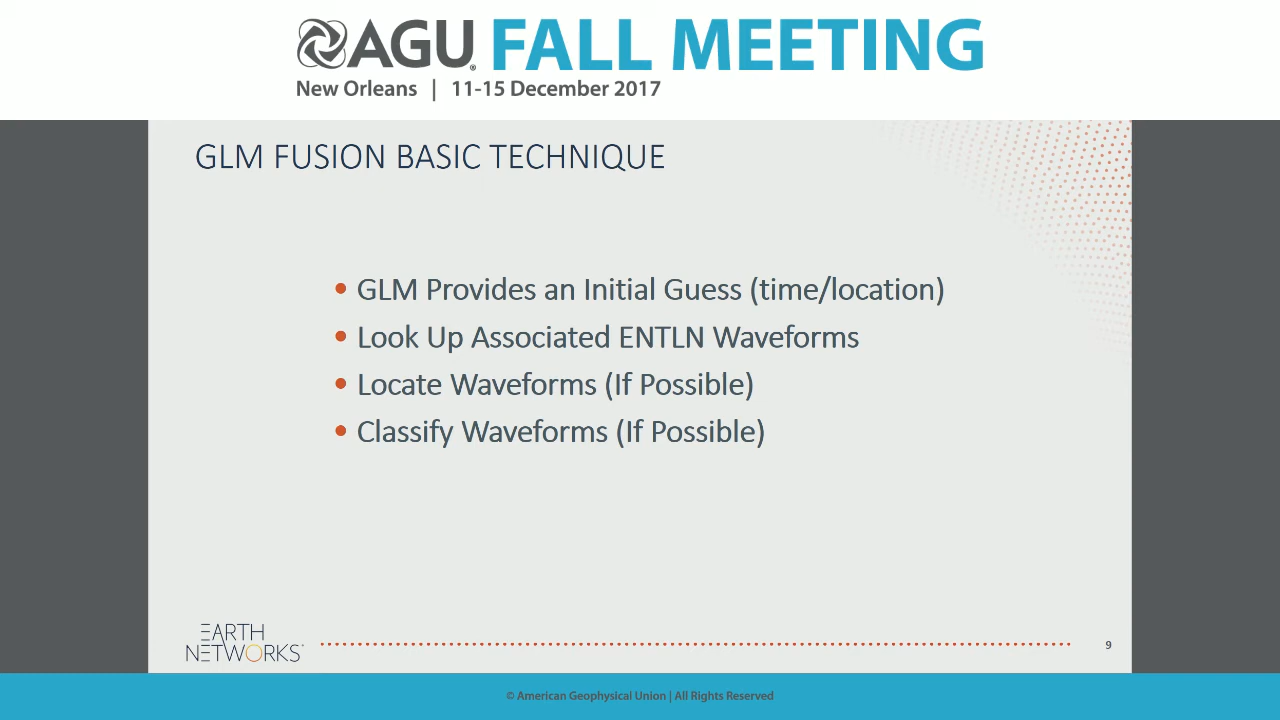 AGU FALL MEETING
New Orleans | 11-15 December 2017
GLM FUSION BASIC TECHNIQUE
• GLM Provides an Initial Guess (time/location)
• Look Up Associated ENTLN Waveforms
• Locate Waveforms (If Possible)
• Classify Waveforms (If Possible)
EARTH
NETWORKS
9
© American Geophysical Union | All Rights Reserved